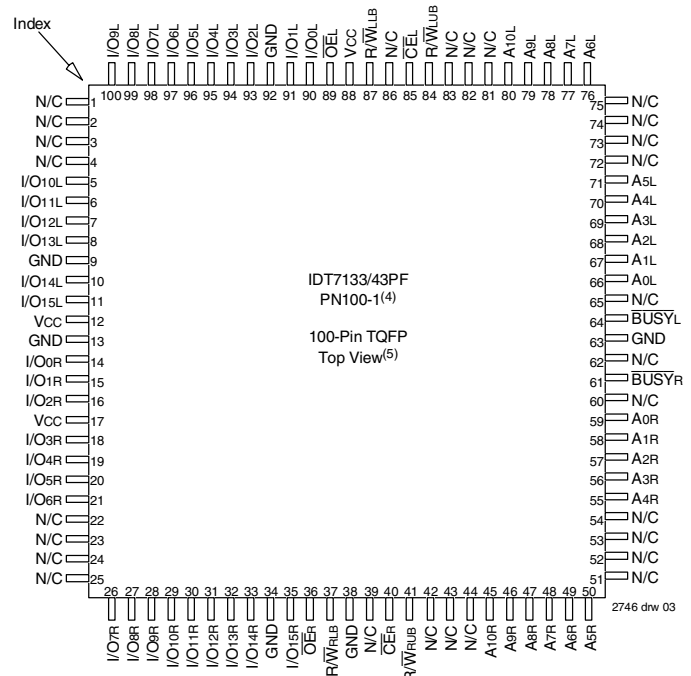 Index
I/O9L
I/O8L
I/O7L
I/O6L
I/O5L
I/O4L
I/O3L
I/O2L
GND
I/O1L
I/O0L
OEL
VCC
R/WLLB
N/C
CEL
R/WLUB
N/C
N/C
N/C
A10L
A9L
A8L
A7L
A6L
100 99 98 97 96 95 94 93 92 91 90 89 88 87 86 85 84 83 82 81 80 79 78 77 76
N/C 1
N/C 2
N/C 3
N/C 4
I/O10L 5
I/O11L 6
I/O12L 7
I/O13L 8
GND 9
I/O14L 10
I/O15L 11
VCC 12
GND 13
I/O0R 14
I/O1R 15
I/O2R 16
VCC 17
I/O3R 18
I/O4R 19
I/O5R 20
I/O6R 21
N/C 22
N/C 23
N/C 24
N/C 25
IDT7133/43PF
PN100-1(4)
100-Pin TQFP
Top View(5)
75 N/C
74 N/C
73 N/C
72 N/C
71 A5L
70 A4L
69 A3L
68 A2L
67 A1L
66 A0L
65 N/C
64 BUSYL
63 GND
62 N/C
61 BUSYR
60 N/C
59 A0R
58 A1R
57 A2R
56 A3R
55 A4R
54 N/C
53 N/C
52 N/C
51 N/C
26 27 28 29 30 31 32 33 34 35 36 37 38 39 40 41 42 43 44 45 46 47 48 49 50
I/O7R
I/O8R
I/O9R
I/O10R
I/O11R
I/O12R
I/O13R
I/O14R
GND
I/O15R
OER
R/WRLB
GND
N/C
CER
R/WRUB
N/C
N/C
N/C
A10R
A9R
A8R
A7R
A6R
A5R
2746 drw 03